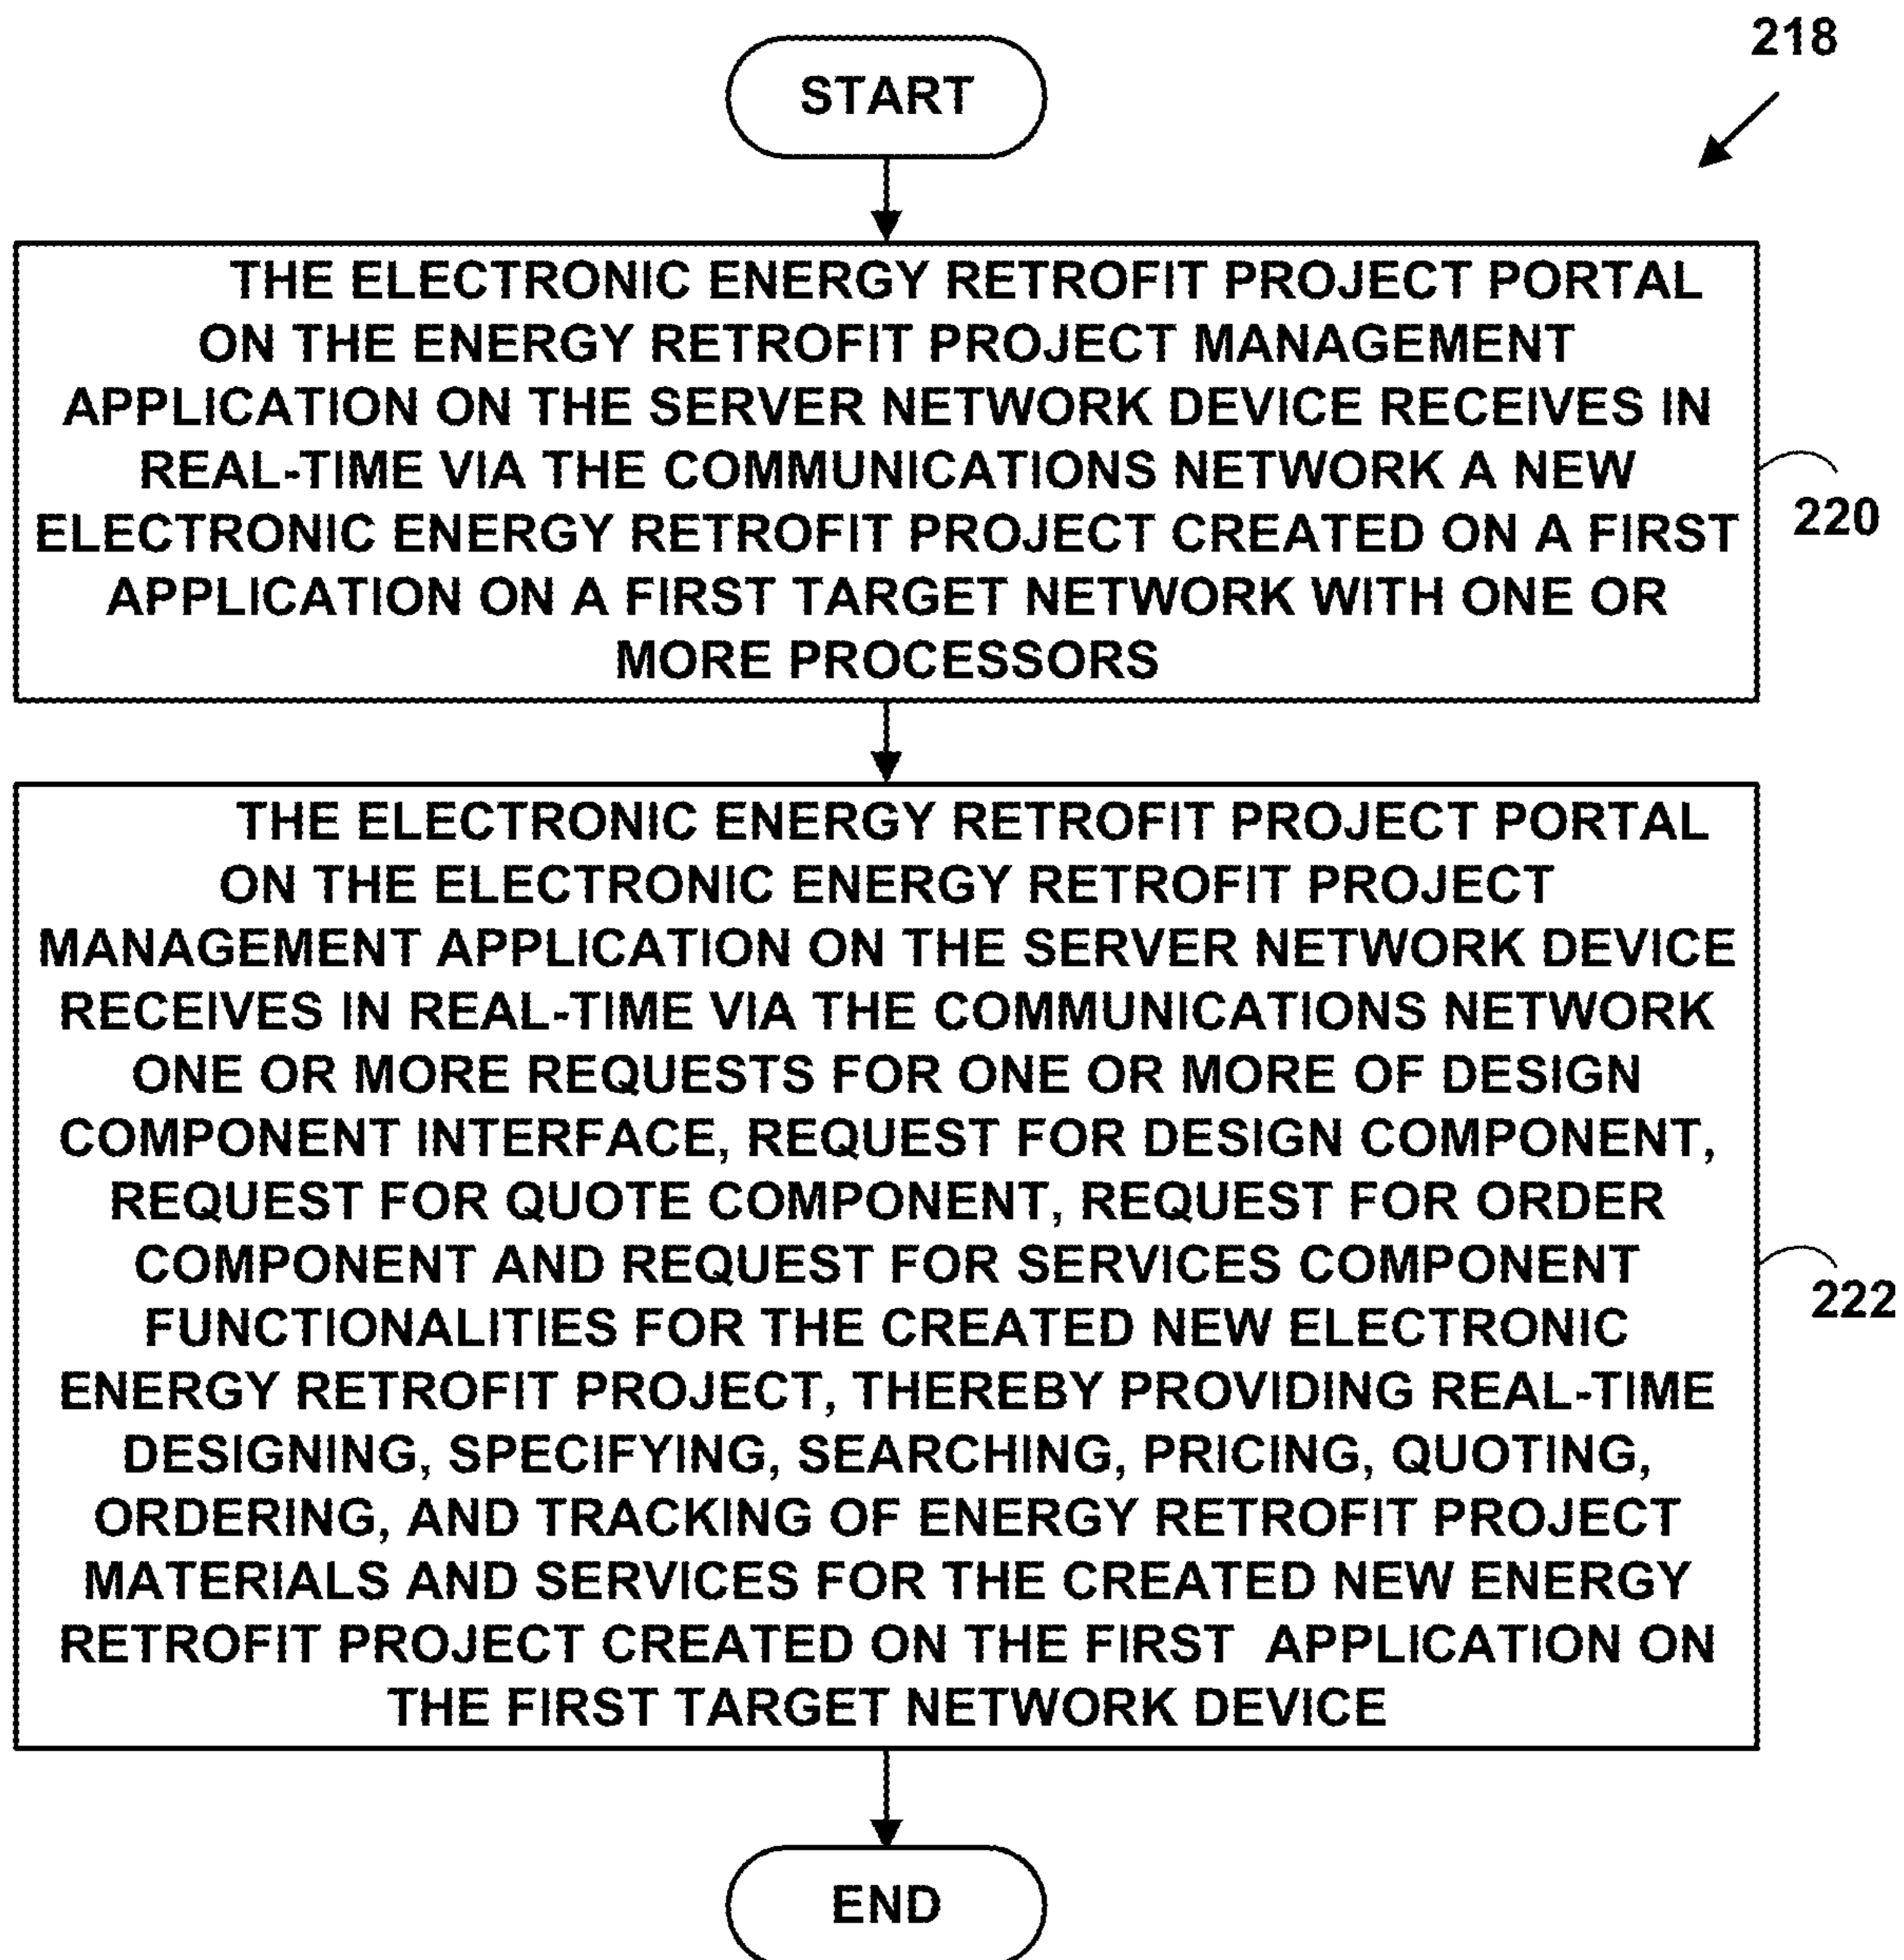 218
START
THE ELECTRONIC ENERGY RETROFIT PROJECT PORTAL
ON THE ENERGY RETROFIT PROJECT MANAGEMENT
APPLICATION ON THE SERVER NETWORK DEVICE RECEIVES IN
REAL-TIME VIA THE COMMUNICATIONS NETWORK A NEW
ELECTRONIC ENERGY RETROFIT PROJECT CREATED ON A FIRST
APPLICATION ON A FIRST TARGET NETWORK WITH ONE OR
MORE PROCESSORS
220
THE ELECTRONIC ENERGY RETROFIT PROJECT PORTAL
ON THE ELECTRONIC ENERGY RETROFIT PROJECT
MANAGEMENT APPLICATION ON THE SERVER NETWORK DEVICE
RECEIVES IN REAL-TIME VIA THE COMMUNICATIONS NETWORK
ONE OR MORE REQUESTS FOR ONE OR MORE OF DESIGN
COMPONENT INTERFACE, REQUEST FOR DESIGN COMPONENT,
REQUEST FOR QUOTE COMPONENT, REQUEST FOR ORDER
COMPONENT AND REQUEST FOR SERVICES COMPONENT
FUNCTIONALITIES FOR THE CREATED NEW ELECTRONIC
ENERGY RETROFIT PROJECT, THEREBY PROVIDING REAL-TIME
DESIGNING, SPECIFYING, SEARCHING, PRICING, QUOTING,
ORDERING, AND TRACKING OF ENERGY RETROFIT PROJECT
MATERIALS AND SERVICES FOR THE CREATED NEW ENERGY
RETROFIT PROJECT CREATED ON THE FIRST APPLICATION ON
THE FIRST TARGET NETWORK DEVICE
222
END